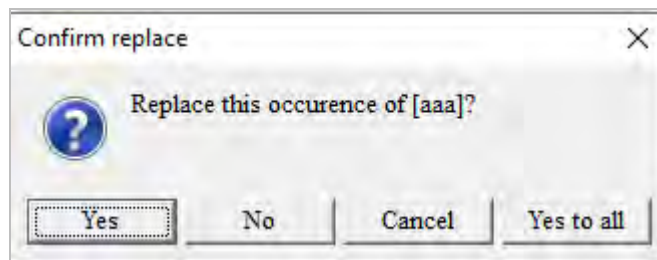 Confirm replace
Replace this occurence of [aaa]?
Yes No Cancel Yes to all